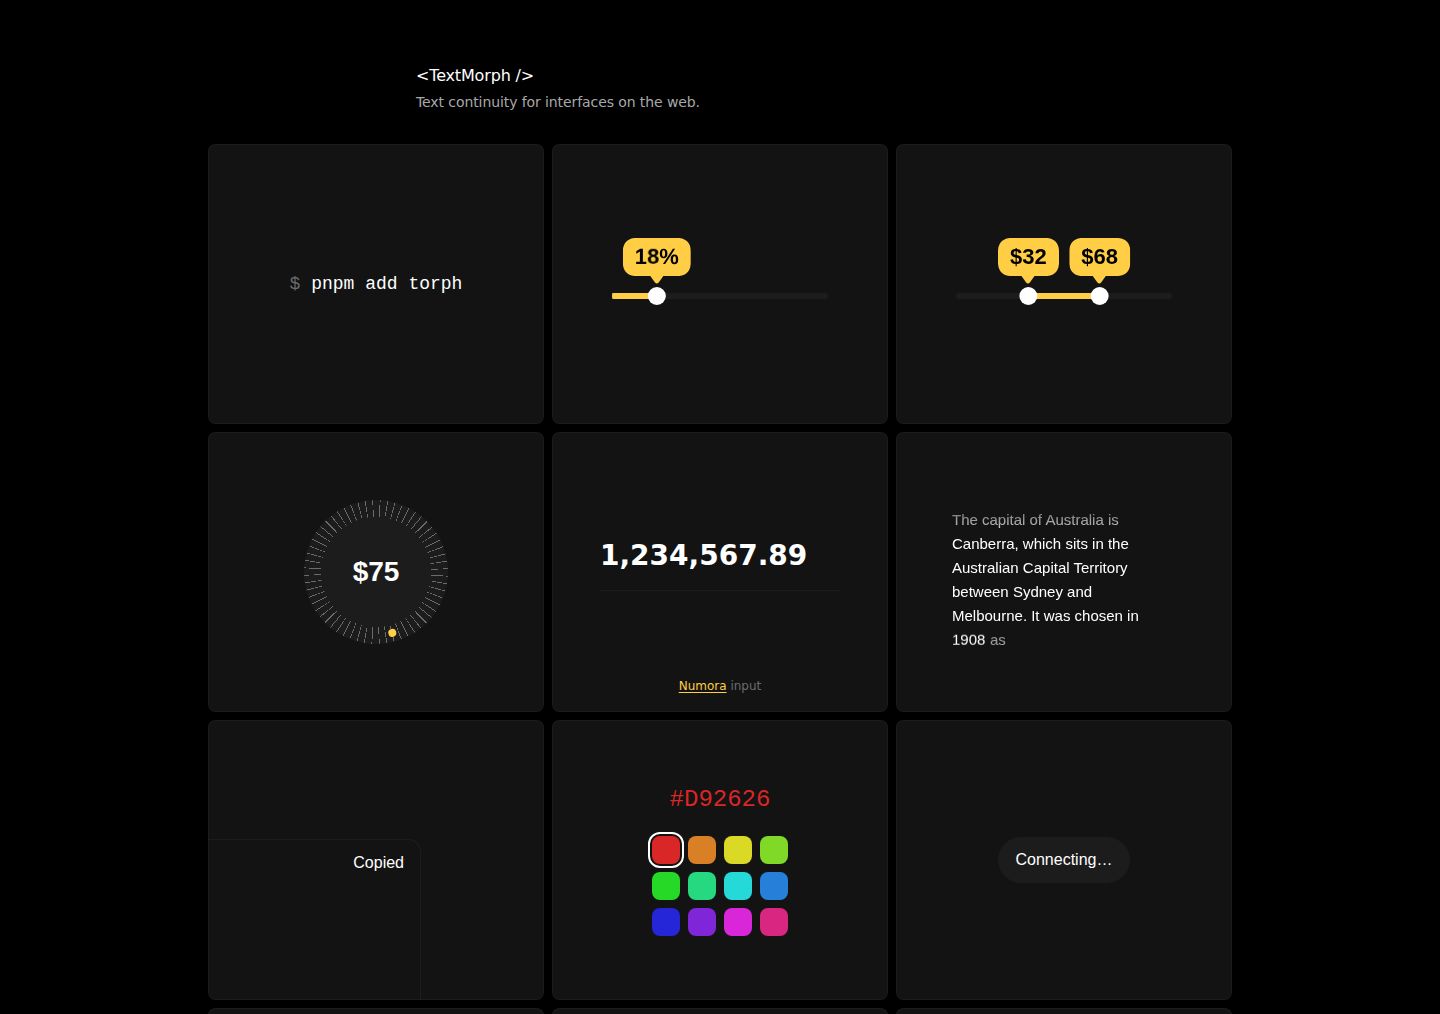 <TextMorph />
Text continuity for interfaces on the web.
$ pnpm add torph
18%
$32
$68
$75
1,234,567.89
Numora input
The capital of Australia is
Canberra, which sits in the
Australian Capital Territory
between Sydney and
Melbourne. It was chosen in
1908 as
Copied
#D92626
Connecting…